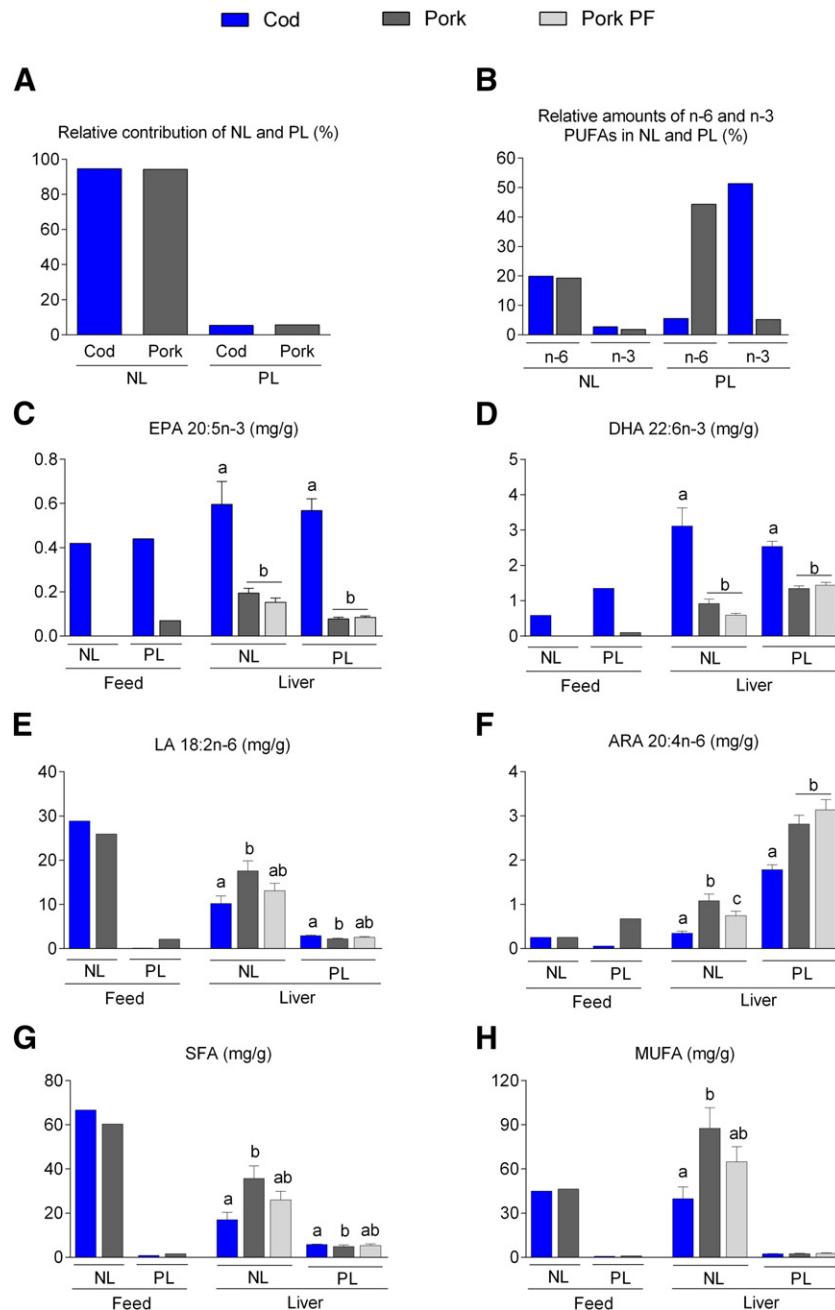 Cod Pork Pork PF
A
Relative contribution of NL and PL (%)
100
80
60
40
20
0
Cod Pork Cod Pork
NL PL
B
Relative amounts of n-6 and n-3
PUFAs in NL and PL (%)
60
50
40
30
20
10
0
n-6 n-3 n-6 n-3
NL PL
C
EPA 20:5n-3 (mg/g)
0.8
0.6
0.4
0.2
0.0
a
b
a
b
NL PL NL PL
Feed Liver
D
DHA 22:6n-3 (mg/g)
5
4
3
2
1
0
a
b
a
b
NL PL NL PL
Feed Liver
E
LA 18:2n-6 (mg/g)
40
30
20
10
0
a b ab a b ab
NL PL NL PL
Feed Liver
F
ARA 20:4n-6 (mg/g)
4
3
2
1
0
a b c a b
NL PL NL PL
Feed Liver
G
SFA (mg/g)
80
60
40
20
0
a b ab a b ab
NL PL NL PL
Feed Liver
H
MUFA (mg/g)
120
90
60
30
0
a b ab
NL PL NL PL
Feed Liver